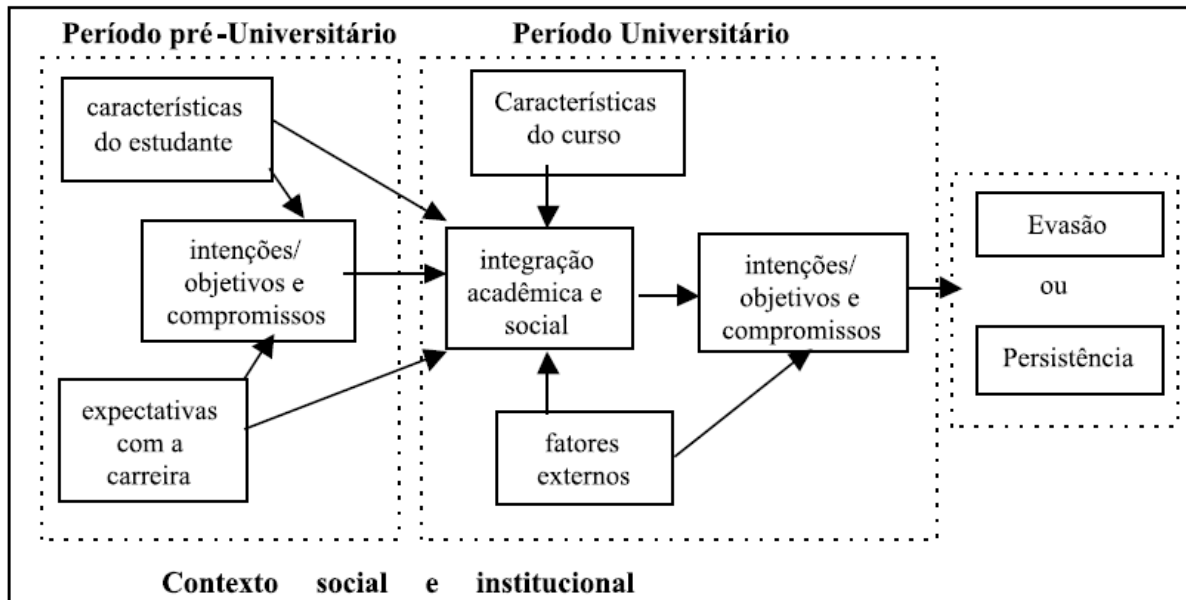 Período pré-Universitário
Período Universitário
características
do estudante
intenções/
objetivos e
compromissos
expectativas
com a
carreira
Características
do curso
integração
acadêmica e
social
fatores
externos
intenções/
objetivos e
compromissos
Evasão
ou
Persistência
Contexto social e institucional